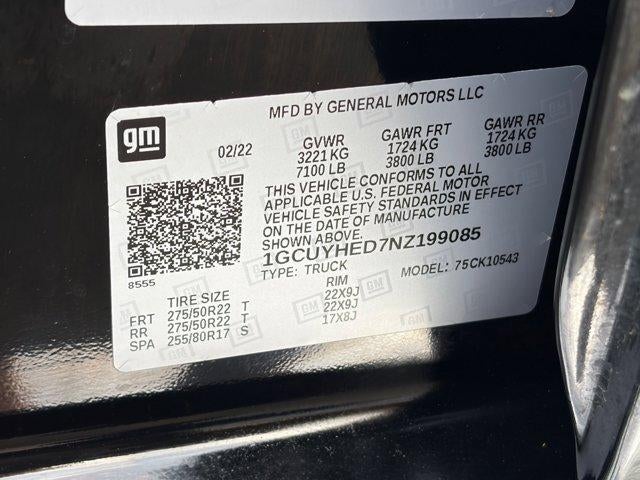 MFD BY GENERAL MOTORS LLC
gm
02/22 GVWR GAWR FRT GAWR RR
3221 KG 1724 KG 1724 KG
7100 LB 3800 LB 3800 LB
THIS VEHICLE CONFORMS TO ALL
APPLICABLE U.S. FEDERAL MOTOR
VEHICLE SAFETY STANDARDS IN EFFECT
ON THE DATE OF MANUFACTURE
SHOWN ABOVE.
1GCUYHED7NZ199085
TYPE: TRUCK MODEL: 75CK10543
8555
TIRE SIZE RIM
FRT 275/50R22 T 22X9J
RR 275/50R22 T 22X9J
SPA 255/80R17 S 17X8J